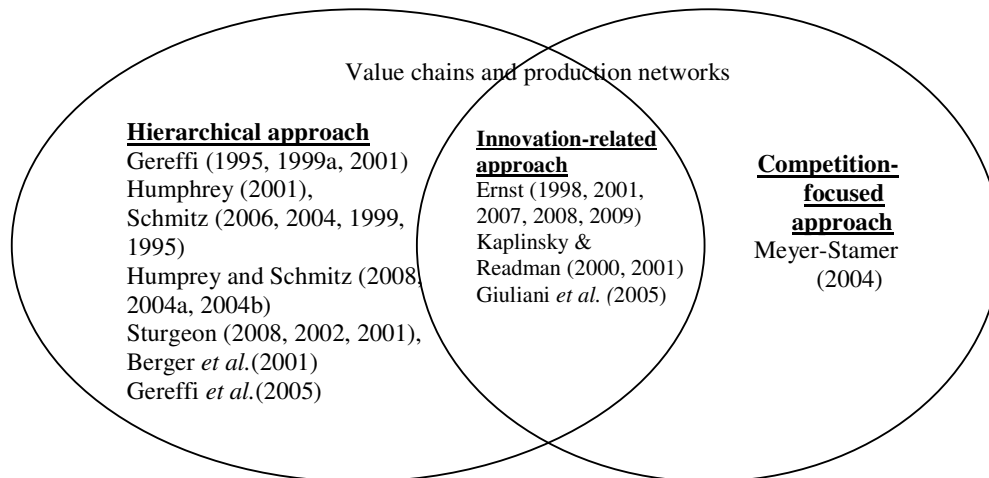 Value chains and production networks
Hierarchical approach
Gereffi (1995, 1999a, 2001)
Humphrey (2001),
Schmitz (2006, 2004, 1999,
1995)
Humprey and Schmitz (2008,
2004a, 2004b)
Sturgeon (2008, 2002, 2001),
Berger et al.(2001)
Gereffi et al.(2005)
Innovation-related
approach
Ernst (1998, 2001,
2007, 2008, 2009)
Kaplinsky &
Readman (2000, 2001)
Giuliani et al. (2005)
Competition-
focused
approach
Meyer-Stamer
(2004)